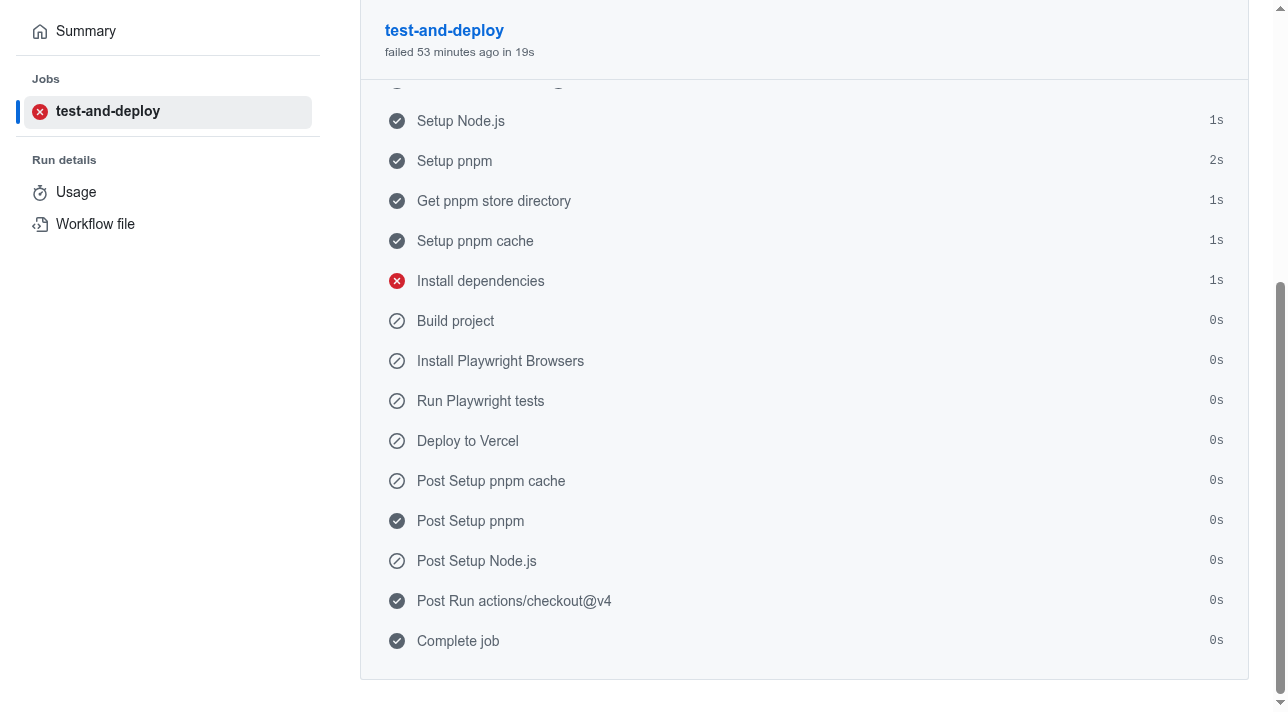 Summary
Jobs
test-and-deploy
Run details
Usage
Workflow file
test-and-deploy
failed 53 minutes ago in 19s
Setup Node.js 1s
Setup pnpm 2s
Get pnpm store directory 1s
Setup pnpm cache 1s
Install dependencies 1s
Build project 0s
Install Playwright Browsers 0s
Run Playwright tests 0s
Deploy to Vercel 0s
Post Setup pnpm cache 0s
Post Setup pnpm 0s
Post Setup Node.js 0s
Post Run actions/checkout@v4 0s
Complete job 0s